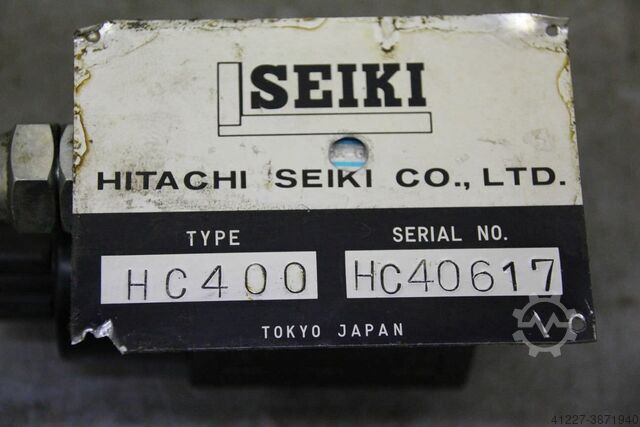 SEIKI
HITACHI SEIKI CO., LTD.
TYPE
SERIAL NO.
HC400
HC40617
TOKYO JAPAN
41227-3871940